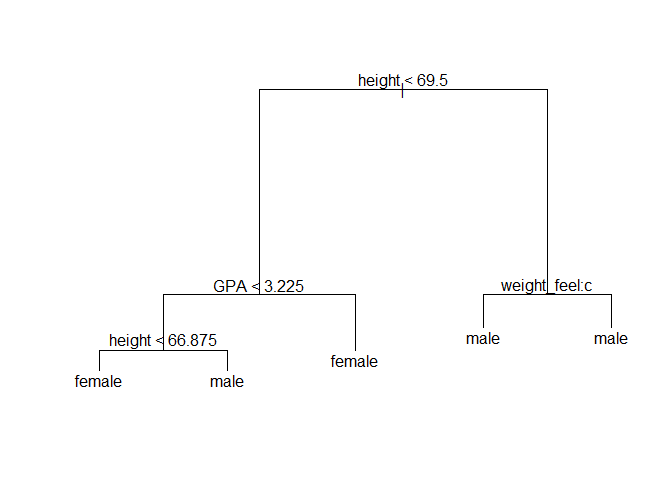 height < 69.5
GPA < 3.225
weight_feel:c
height < 66.875
male
male
female
female
male